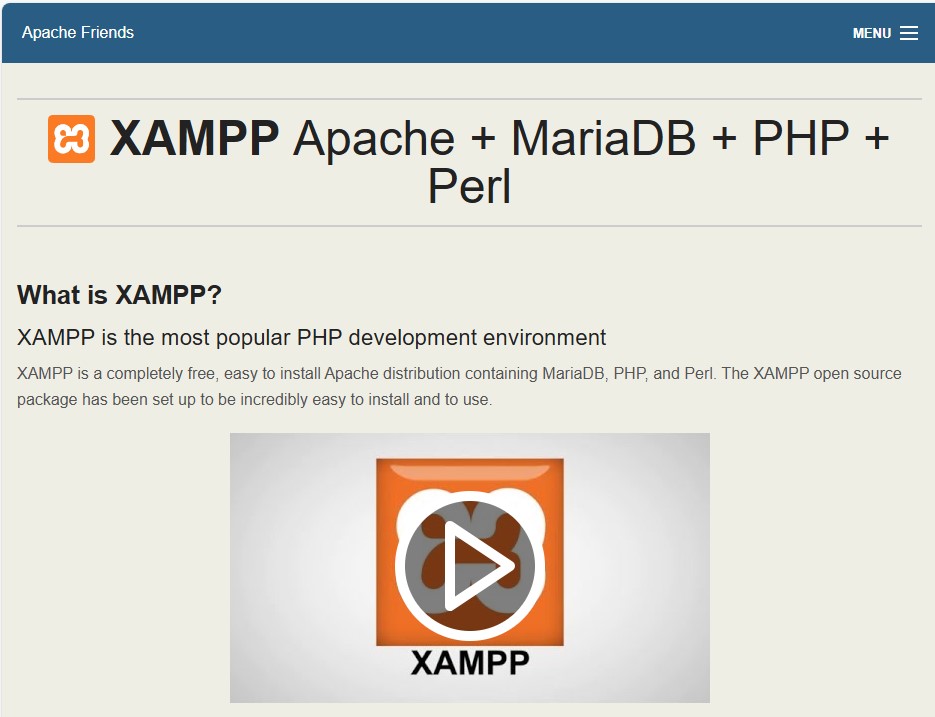 Apache Friends
MENU
XAMPP Apache + MariaDB + PHP +
Perl
What is XAMPP?
XAMPP is the most popular PHP development environment
XAMPP is a completely free, easy to install Apache distribution containing MariaDB, PHP, and Perl. The XAMPP open source
package has been set up to be incredibly easy to install and to use.
XAMPP